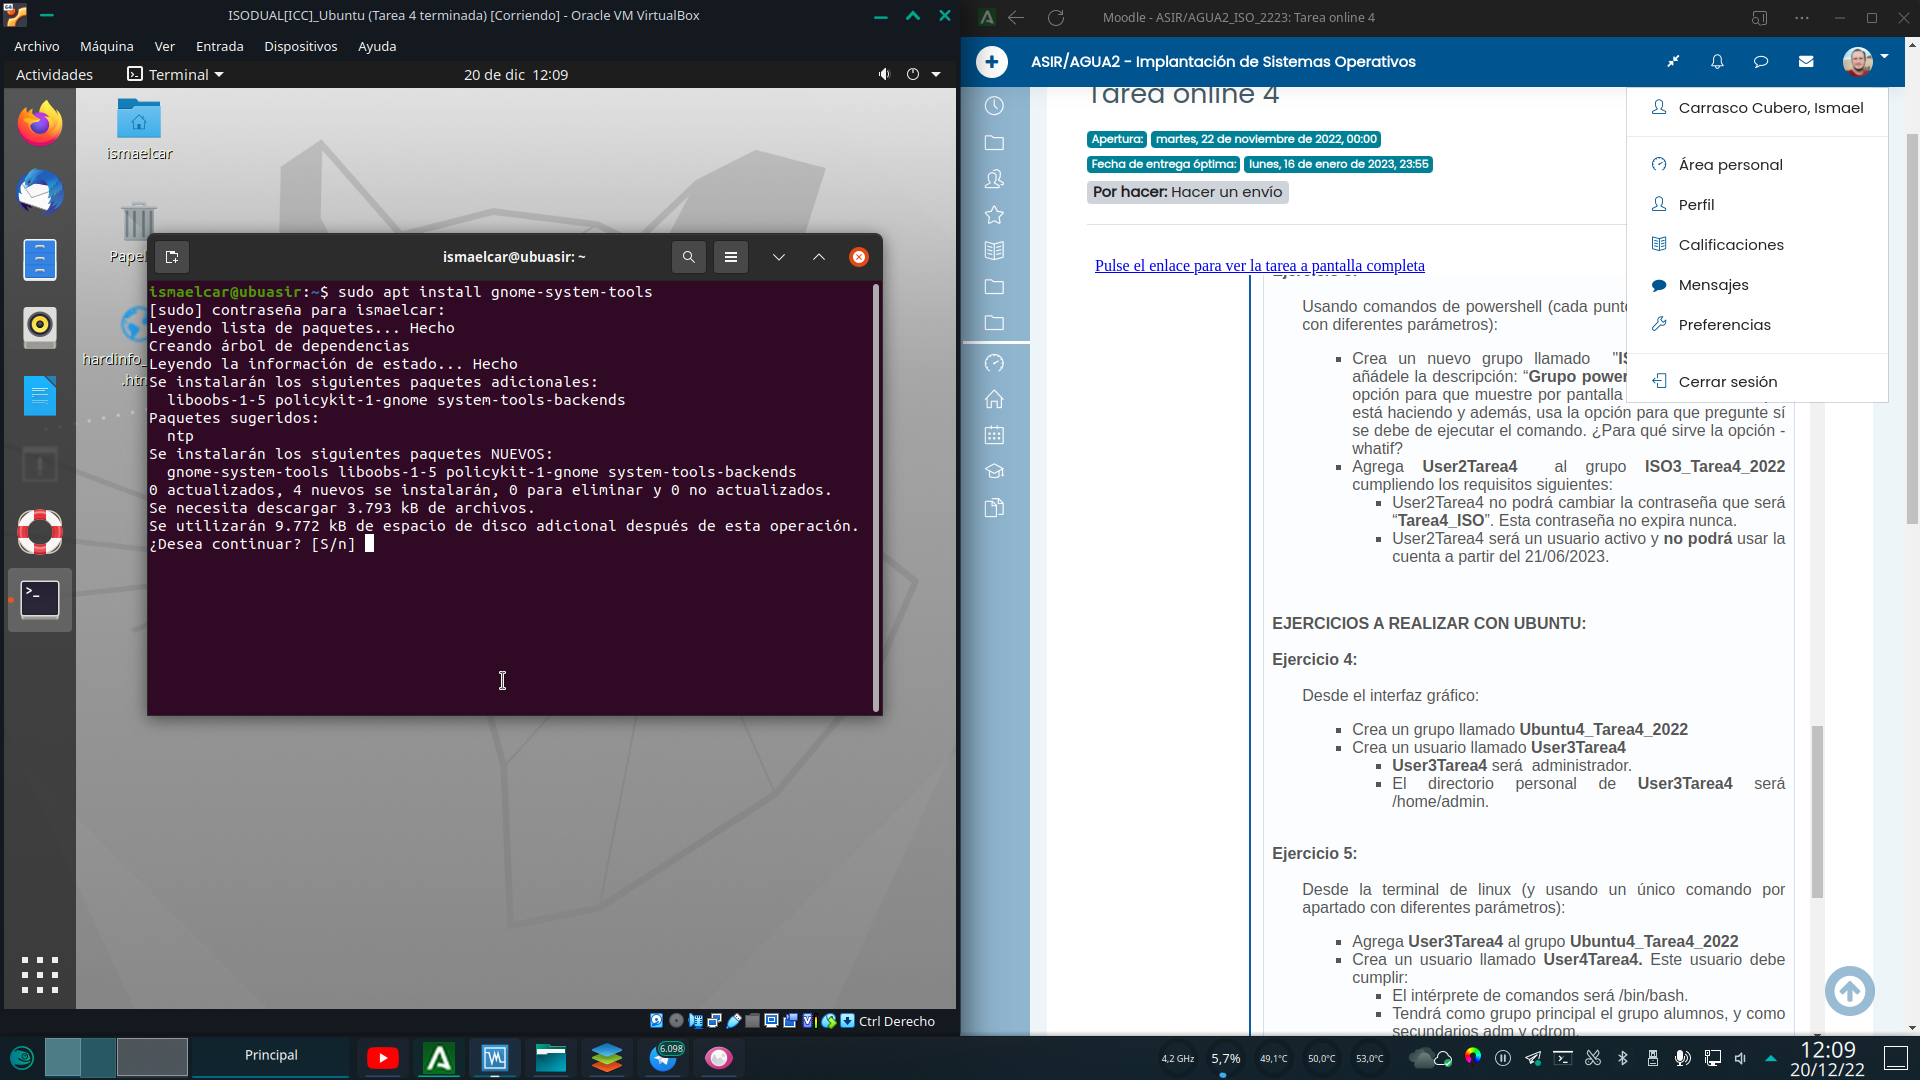 ISODUAL[ICC]_Ubuntu (Tarea 4 terminada) [Corriendo] - Oracle VM VirtualBox
Archivo Máquina Ver Entrada Dispositivos Ayuda
Actividades Terminal 20 de dic 12:09
ismaelcar
Papel
hardinfo_
.htm
ismaelcar@ubuasir: ~
ismaelcar@ubuasir:~$ sudo apt install gnome-system-tools
[sudo] contraseña para ismaelcar:
Leyendo lista de paquetes... Hecho
Creando árbol de dependencias
Leyendo la información de estado... Hecho
Se instalarán los siguientes paquetes adicionales:
liboobs-1-5 policykit-1-gnome system-tools-backends
Paquetes sugeridos:
ntp
Se instalarán los siguientes paquetes NUEVOS:
gnome-system-tools liboobs-1-5 policykit-1-gnome system-tools-backends
0 actualizados, 4 nuevos se instalarán, 0 para eliminar y 0 no actualizados.
Se necesita descargar 3.793 kB de archivos.
Se utilizarán 9.772 kB de espacio de disco adicional después de esta operación.
¿Desea continuar? [S/n]
Ctrl Derecho
Moodle - ASIR/AGUA2_ISO_2223: Tarea online 4
ASIR/AGUA2 - Implantación de Sistemas Operativos
Tarea online 4
Apertura: martes, 22 de noviembre de 2022, 00:00
Fecha de entrega óptima: lunes, 16 de enero de 2023, 23:55
Por hacer: Hacer un envío
Carrasco Cubero, Ismael
Área personal
Perfil
Calificaciones
Mensajes
Preferencias
Cerrar sesión
Pulse el enlace para ver la tarea a pantalla completa
Usando comandos de powershell (cada punto
con diferentes parámetros):
Crea un nuevo grupo llamado "IS
añádele la descripción: “Grupo power
opción para que muestre por pantalla
está haciendo y además, usa la opción para que pregunte sí
se debe de ejecutar el comando. ¿Para qué sirve la opción -
whatif?
Agrega User2Tarea4 al grupo ISO3_Tarea4_2022
cumpliendo los requisitos siguientes:
User2Tarea4 no podrá cambiar la contraseña que será
“Tarea4_ISO”. Esta contraseña no expira nunca.
User2Tarea4 será un usuario activo y no podrá usar la
cuenta a partir del 21/06/2023.
EJERCICIOS A REALIZAR CON UBUNTU:
Ejercicio 4:
Desde el interfaz gráfico:
Crea un grupo llamado Ubuntu4_Tarea4_2022
Crea un usuario llamado User3Tarea4
User3Tarea4 será administrador.
El directorio personal de User3Tarea4 será
/home/admin.
Ejercicio 5:
Desde la terminal de linux (y usando un único comando por
apartado con diferentes parámetros):
Agrega User3Tarea4 al grupo Ubuntu4_Tarea4_2022
Crea un usuario llamado User4Tarea4. Este usuario debe
cumplir:
El intérprete de comandos será /bin/bash.
Tendrá como grupo principal el grupo alumnos, y como
secundarios adm y cdrom.
Principal
6.098
4,2 GHz 5,7% 49,1°C 50,0°C 53,0°C
12:09
20/12/22